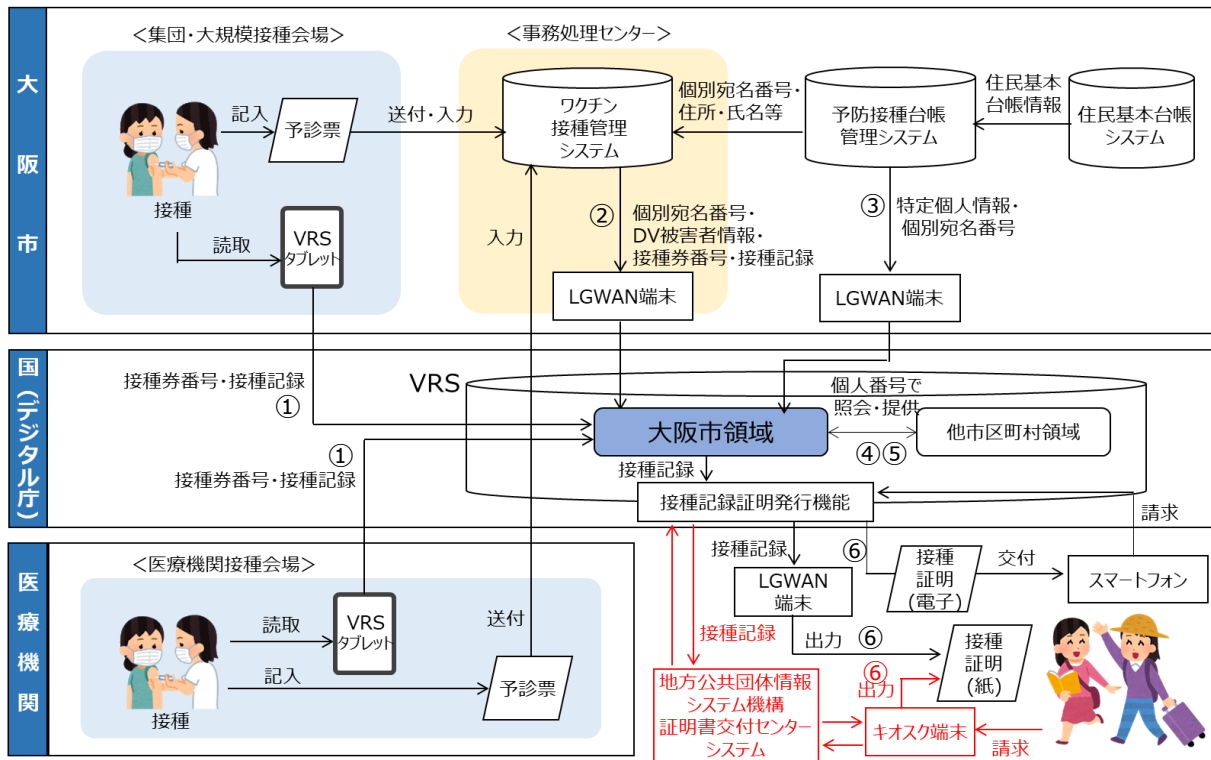 大阪市
<集団・大規模接種会場>
記入
予診票
送付・入力
接種
読取
VRS
タブレット
<事務処理センター>
ワクチン
接種管理
システム
個別宛名番号・
住所・氏名等
予防接種台帳
管理システム
住民基本
台帳情報
住民基本台帳
システム
入力
②
個別宛名番号・
DV被害者情報・
接種券番号・接種記録
③
特定個人情報・
個別宛名番号
LGWAN端末
LGWAN端末
国(デジタル庁)
接種券番号・接種記録
①
①
接種券番号・接種記録
VRS
個人番号で
照会・提供
大阪市領域
他市区町村領域
④⑤
接種記録
接種記録証明発行機能
請求
医療機関
<医療機関接種会場>
読取
VRS
タブレット
記入
接種
送付
予診票
接種記録
LGWAN
端末
⑥
接種
証明
(電子)
交付
スマートフォン
接種記録
出力
⑥
接種
証明
(紙)
⑥
出力
地方公共団体情報
システム機構
証明書交付センター
システム
キオスク端末
請求